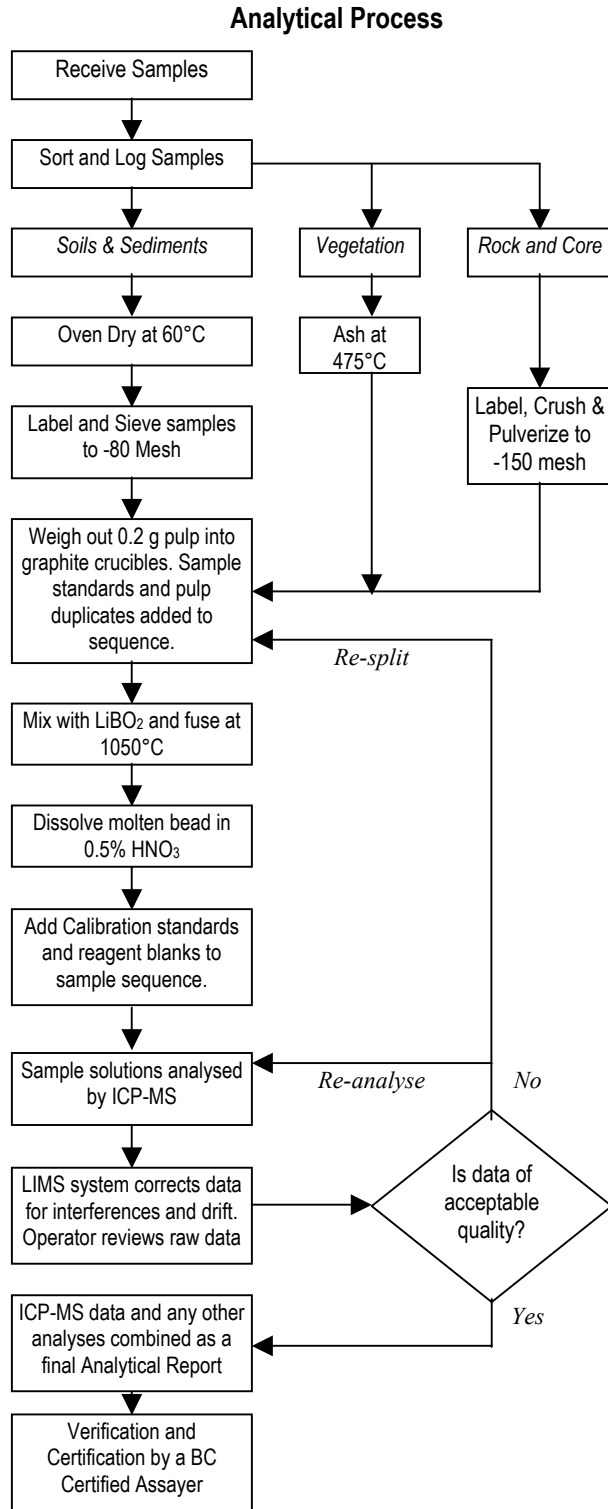 Analytical Process
Receive Samples
Sort and Log Samples
Soils & Sediments
Vegetation
Rock and Core
Oven Dry at 60°C
Ash at
475°C
Label and Sieve samples
to -80 Mesh
Label, Crush &
Pulverize to
-150 mesh
Weigh out 0.2 g pulp into
graphite crucibles. Sample
standards and pulp
duplicates added to
sequence.
Re-split
Mix with LiBO₂ and fuse at
1050°C
Dissolve molten bead in
0.5% HNO₃
Add Calibration standards
and reagent blanks to
sample sequence.
Sample solutions analysed
by ICP-MS
Re-analyse
No
LIMS system corrects data
for interferences and drift.
Operator reviews raw data
Is data of
acceptable
quality?
Yes
ICP-MS data and any other
analyses combined as a
final Analytical Report
Verification and
Certification by a BC
Certified Assayer